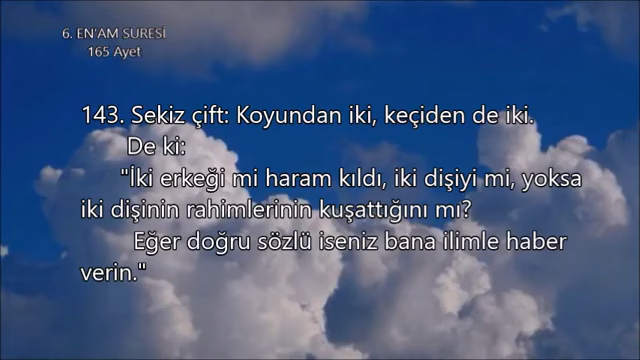 6. EN'AM SURESİ
165 Ayet
143. Sekiz çift: Koyundan iki, keçiden de iki.
De ki:
"İki erkeği mi haram kıldı, iki dişiyi mi, yoksa
iki dişinin rahimlerinin kuşattığını mı?
Eğer doğru sözlü iseniz bana ilimle haber
verin."